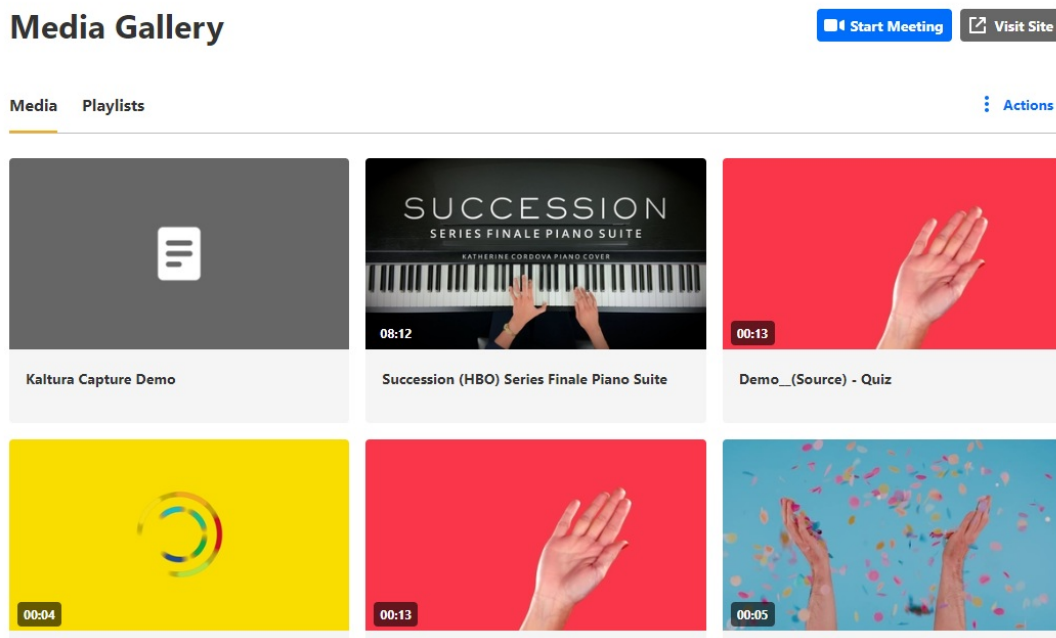 Media Gallery
Start Meeting
Visit Site
Media
Playlists
Actions
SUCCESSION
SERIES FINALE PIANO SUITE
KATHERINE CORDOVA PIANO COVER
08:12
00:13
Kaltura Capture Demo
Succession (HBO) Series Finale Piano Suite
Demo__(Source) - Quiz
00:04
00:13
00:05